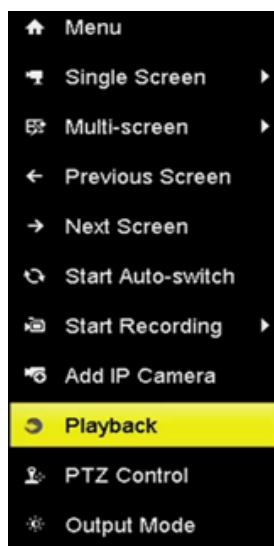 Menu
Single Screen
Multi-screen
Previous Screen
Next Screen
Start Auto-switch
Start Recording
Add IP Camera
Playback
PTZ Control
Output Mode